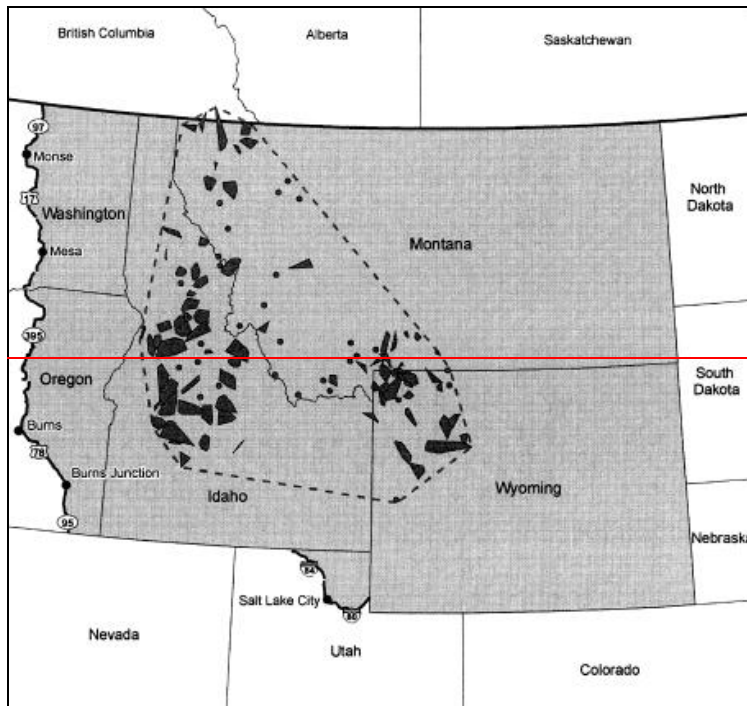 British Columbia
Alberta
Saskatchewan
97
Monse
17
Washington
Mesa
Montana
North
Dakota
395
Oregon
South
Dakota
Burns
78
Burns Junction
Idaho
Wyoming
95
Nebraska
84
Salt Lake City
80
Nevada
Utah
Colorado